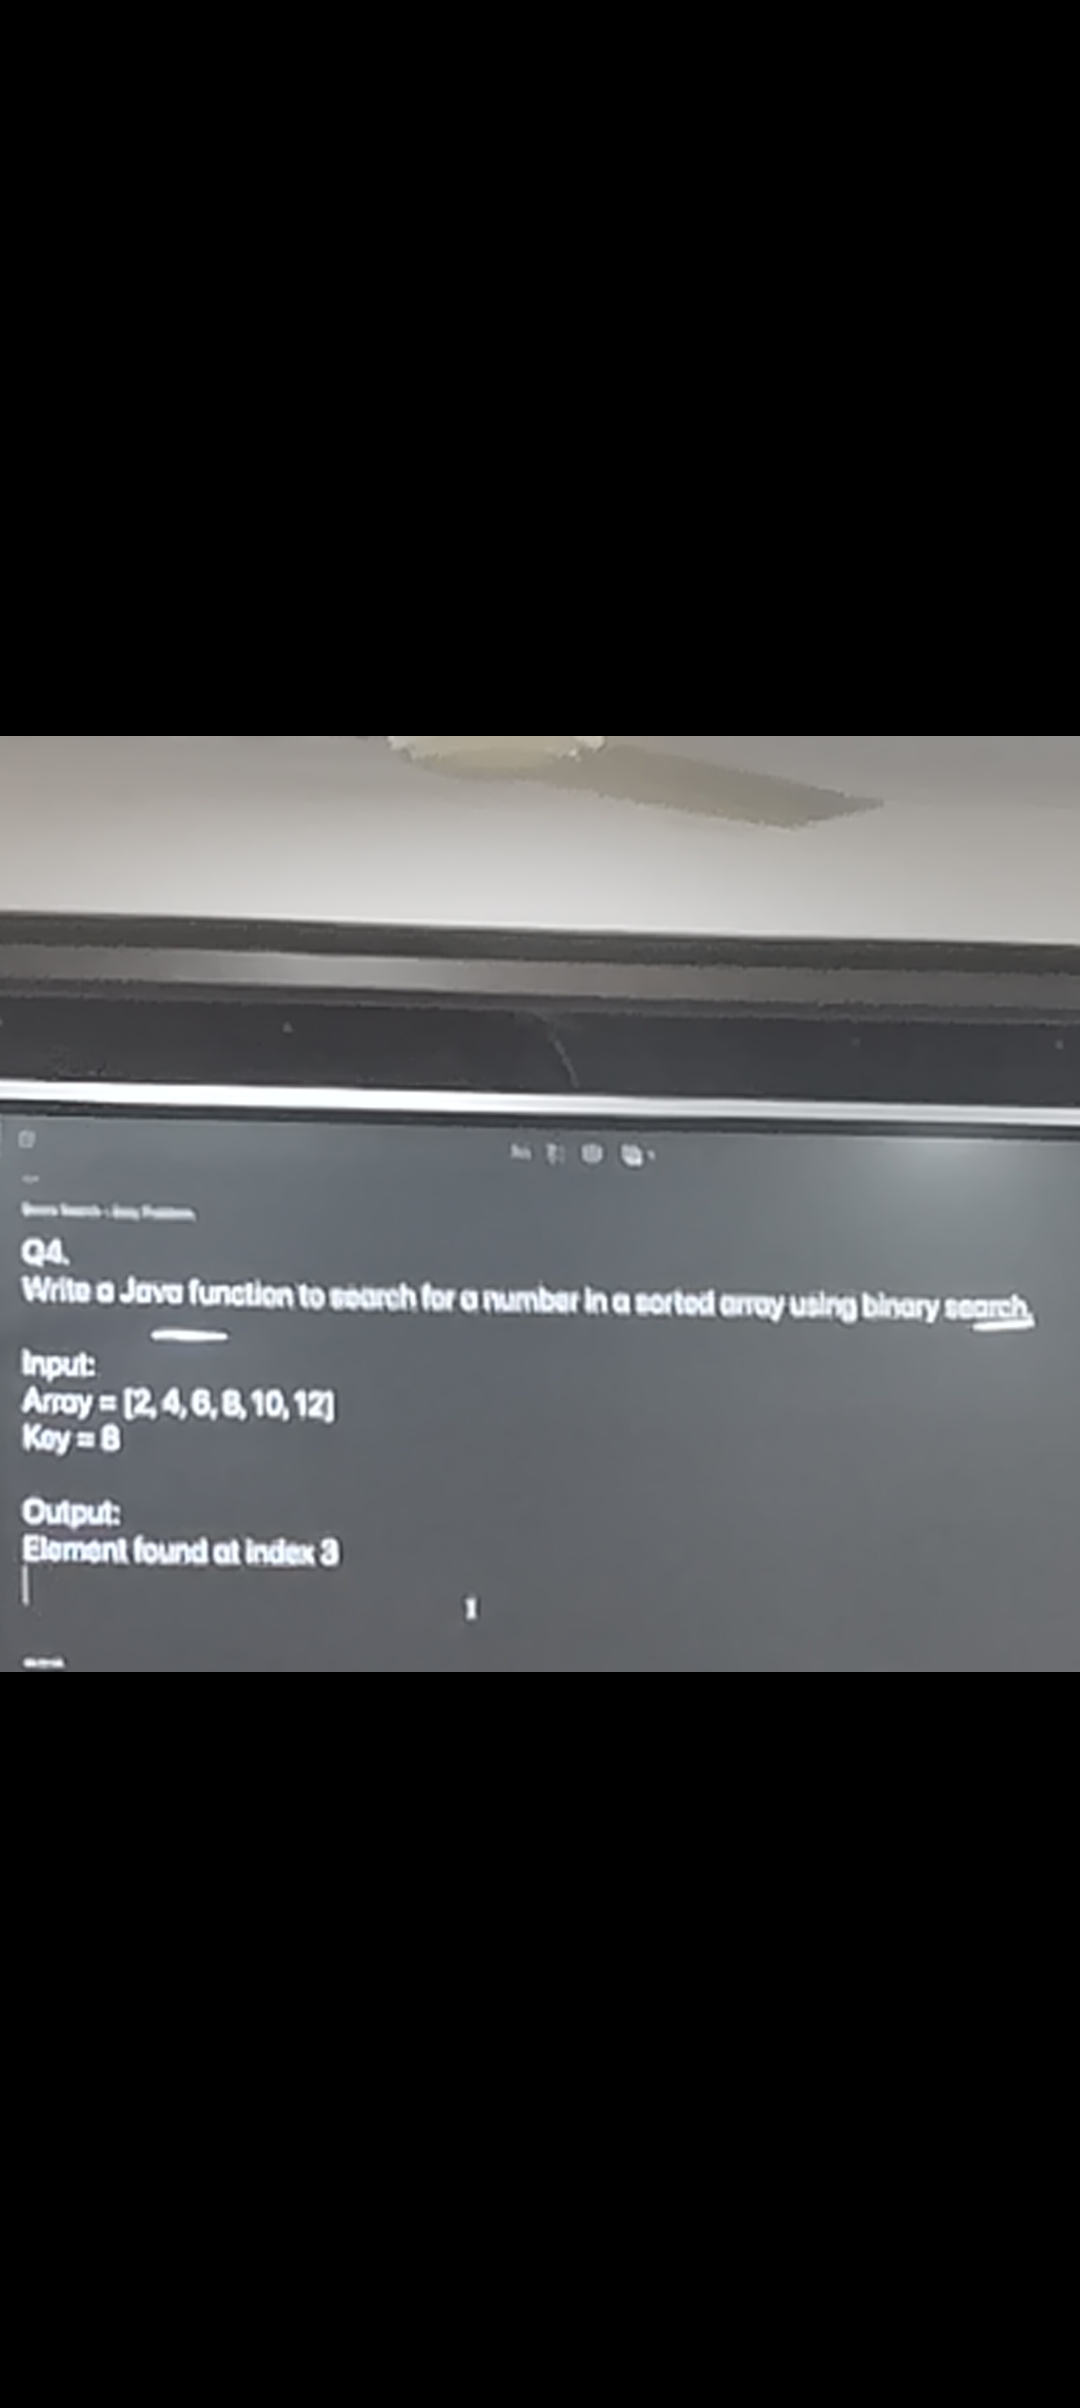 Q4.
Write a Java function to search for a number in a sorted array using binary search.
Input:
Array = [2, 4, 6, 8, 10, 12]
Key = 8
Output:
Element found at index 3